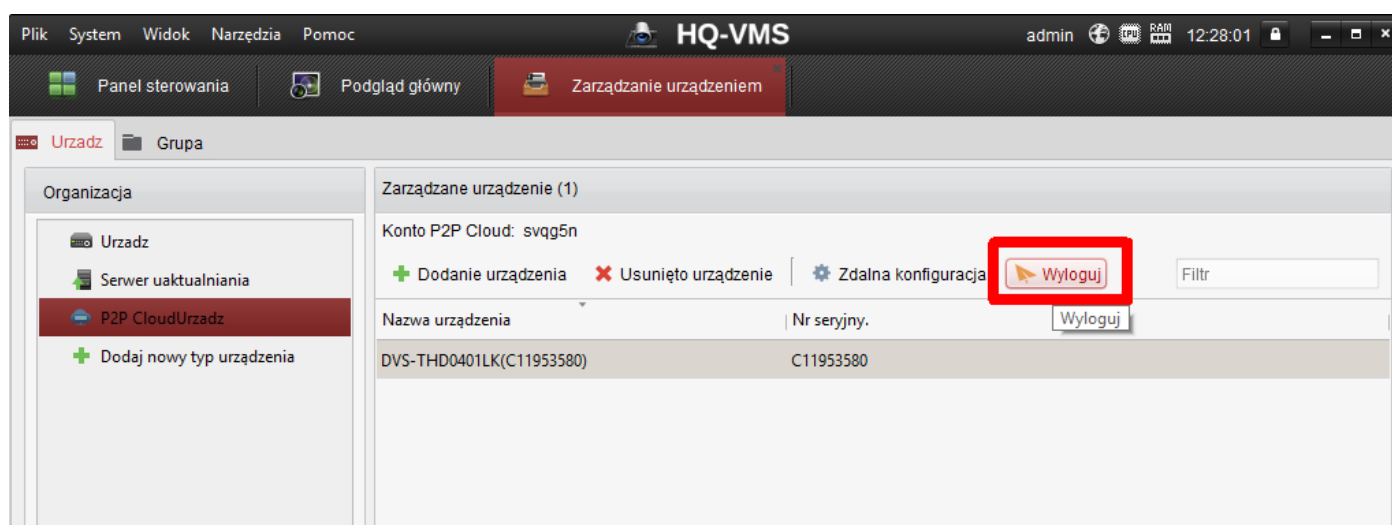 Plik System Widok Narzędzia Pomoc HQ-VMS admin CPU RAM 12:28:01
Panel sterowania Podgląd główny Zarządzanie urządzeniem
Urzadz Grupa
Organizacja
Urzadz
Serwer uaktualniania
P2P CloudUrzadz
Dodaj nowy typ urządzenia
Zarządzane urządzenie (1)
Konto P2P Cloud: svqg5n
Dodanie urządzenia Usunięto urządzenie Zdalna konfiguracja Wyloguj Filtr
Nazwa urządzenia Nr seryjny. Wyloguj
DVS-THD0401LK(C11953580) C11953580